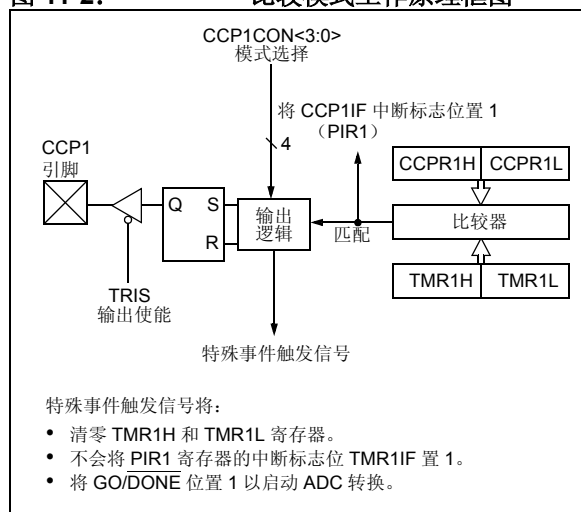 图 11-2: 比较模式工作原理框图
CCP1CON<3:0>
模式选择
将 CCP1IF 中断标志位置 1
(PIR1)
4
CCP1
引脚
CCPR1H CCPR1L
Q S
R
输出
逻辑
匹配
比较器
TRIS
输出使能
TMR1H TMR1L
特殊事件触发信号
特殊事件触发信号将：
• 清零 TMR1H 和 TMR1L 寄存器。
• 不会将 PIR1 寄存器的中断标志位 TMR1IF 置 1。
• 将 GO/DONE 位置 1 以启动 ADC 转换。